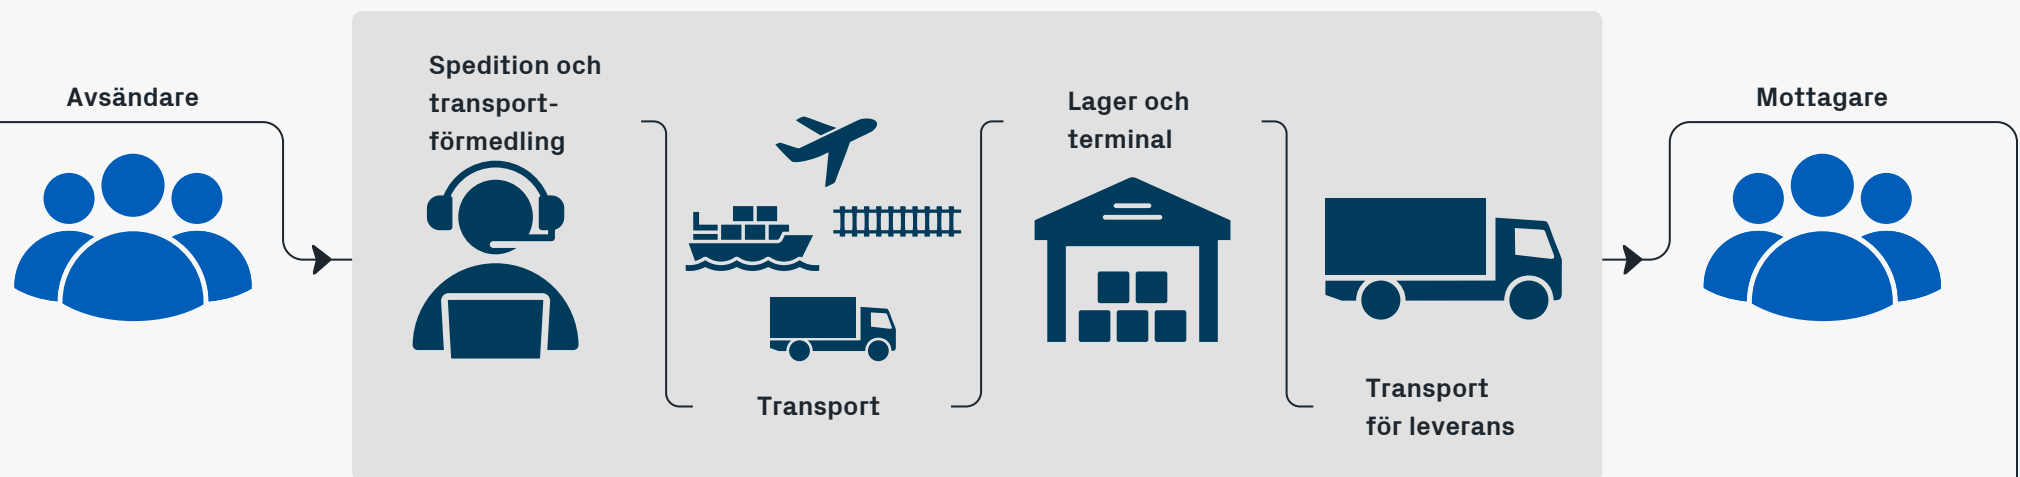 Avsändare
Spedition och
transport-
förmedling
Transport
Lager och
terminal
Transport
för leverans
Mottagare